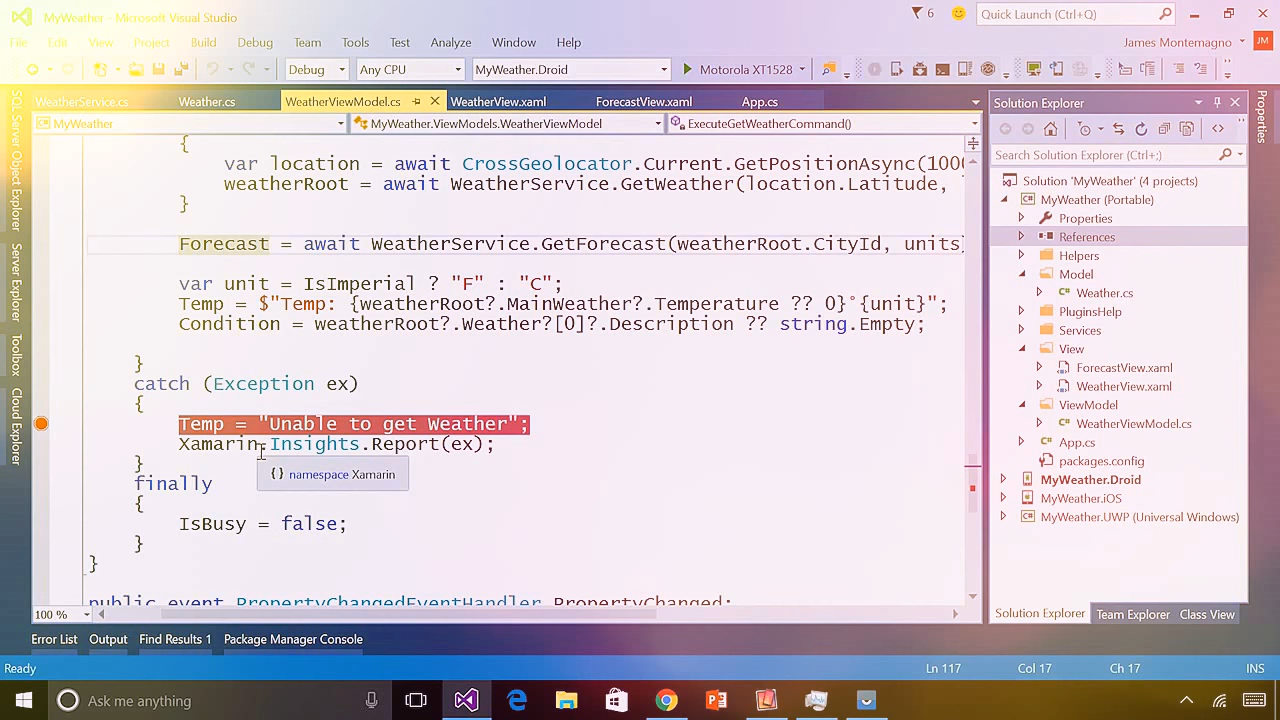 MyWeather - Microsoft Visual Studio
6
Quick Launch (Ctrl+Q)
File Edit View Project Build Debug Team Tools Test Analyze Window Help
James Montemagno
JM
Debug
Any CPU
MyWeather.Droid
Motorola XT1528
SQL Server Object Explorer
Server Explorer
Toolbox
Cloud Explorer
WeatherService.cs
Weather.cs
WeatherViewModel.cs
WeatherView.xaml
ForecastView.xaml
App.cs
MyWeather
MyWeather.ViewModels.WeatherViewModel
ExecuteGetWeatherCommand()
{
var location = await CrossGeolocator.Current.GetPositionAsync(1000
weatherRoot = await WeatherService.GetWeather(location.Latitude,
}
Forecast = await WeatherService.GetForecast(weatherRoot.CityId, units)
var unit = IsImperial ? "F" : "C";
Temp = $"Temp: {weatherRoot?.MainWeather?.Temperature ?? 0}°{unit}";
Condition = weatherRoot?.Weather?[0]?.Description ?? string.Empty;
}
catch (Exception ex)
{
Temp = "Unable to get Weather";
Xamarin.Insights.Report(ex);
}
{ } namespace Xamarin
finally
{
IsBusy = false;
}
}
public event PropertyChangedEventHandler PropertyChanged;
100 %
Solution Explorer
Search Solution Explorer (Ctrl+;)
Solution 'MyWeather' (4 projects)
MyWeather (Portable)
Properties
References
Helpers
Model
Weather.cs
PluginsHelp
Services
View
ForecastView.xaml
WeatherView.xaml
ViewModel
WeatherViewModel.cs
App.cs
packages.config
MyWeather.Droid
MyWeather.iOS
MyWeather.UWP (Universal Windows)
Solution Explorer
Team Explorer
Class View
Properties
Error List
Output
Find Results 1
Package Manager Console
Ready
Ln 117
Col 17
Ch 17
INS
Ask me anything